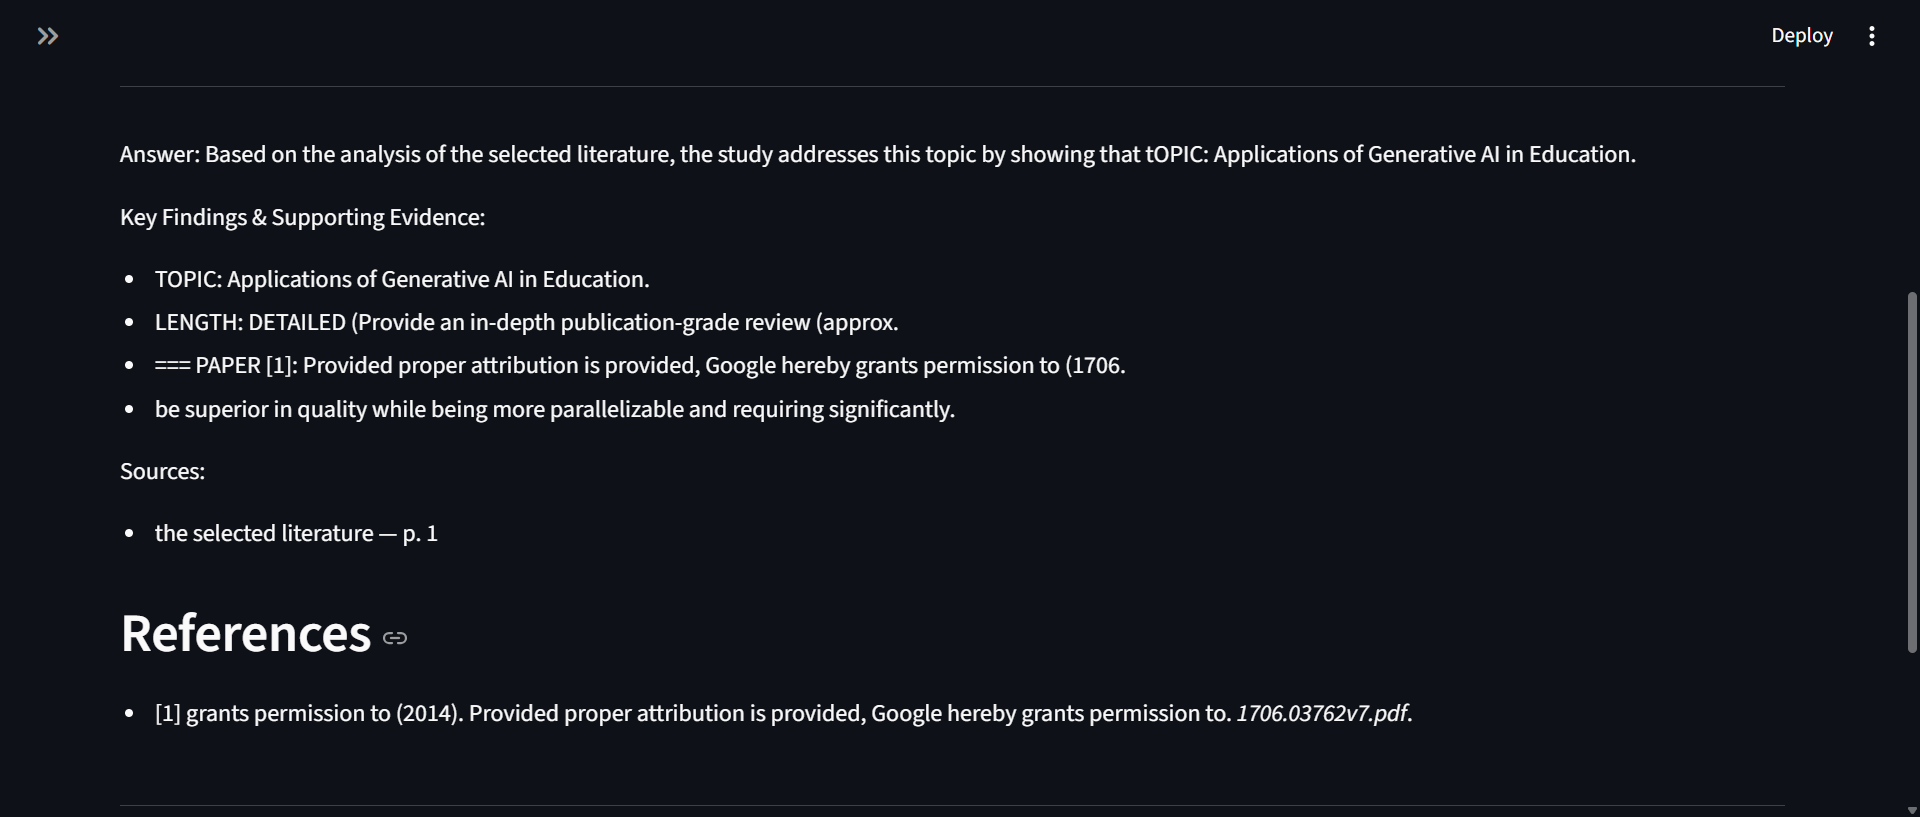 Deploy
Answer: Based on the analysis of the selected literature, the study addresses this topic by showing that tOPIC: Applications of Generative AI in Education.
Key Findings & Supporting Evidence:
• TOPIC: Applications of Generative AI in Education.
• LENGTH: DETAILED (Provide an in-depth publication-grade review (approx.
• === PAPER [1]: Provided proper attribution is provided, Google hereby grants permission to (1706.
• be superior in quality while being more parallelizable and requiring significantly.
Sources:
• the selected literature — p. 1
References
• [1] grants permission to (2014). Provided proper attribution is provided, Google hereby grants permission to. 1706.03762v7.pdf.